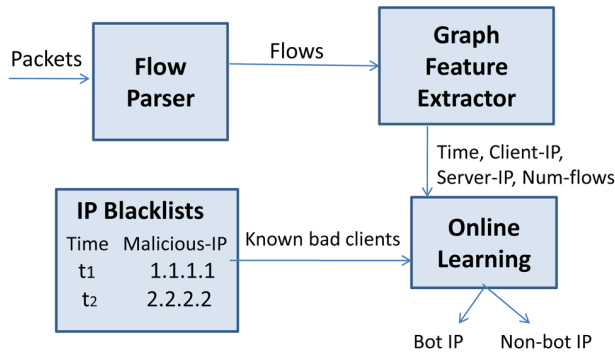 Packets
Flow
Parser
Flows
Graph
Feature
Extractor
Time, Client-IP,
Server-IP, Num-flows
IP Blacklists
Time Malicious-IP
t1 1.1.1.1
t2 2.2.2.2
Known bad clients
Online
Learning
Bot IP
Non-bot IP